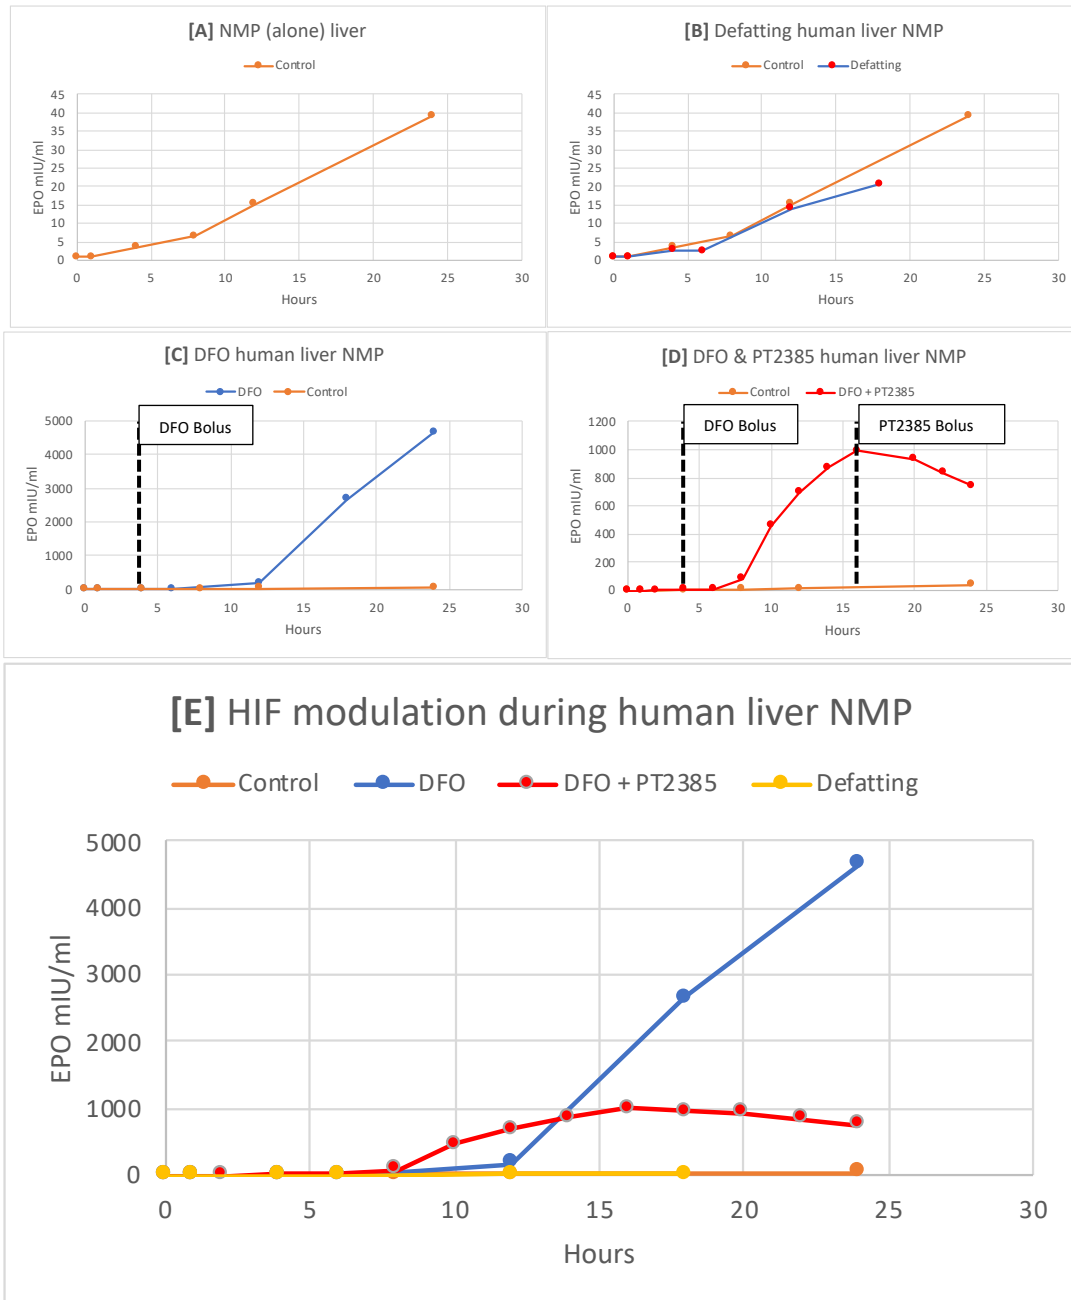 [A] NMP (alone) liver
Control
45
40
35
30
25
20
15
10
5
0
EPO mIU/ml
0 5 10 15 20 25 30
Hours
[B] Defatting human liver NMP
Control Defatting
45
40
35
30
25
20
15
10
5
0
EPO mIU/ml
0 5 10 15 20 25 30
Hours
[C] DFO human liver NMP
DFO Control
DFO Bolus
5000
4000
3000
2000
1000
0
EPO mIU/ml
0 5 10 15 20 25 30
Hours
[D] DFO & PT2385 human liver NMP
Control DFO + PT2385
DFO Bolus PT2385 Bolus
1200
1000
800
600
400
200
0
EPO mIU/ml
0 5 10 15 20 25 30
Hours
[E] HIF modulation during human liver NMP
Control DFO DFO + PT2385 Defatting
5000
4000
3000
2000
1000
0
EPO mIU/ml
0 5 10 15 20 25 30
Hours